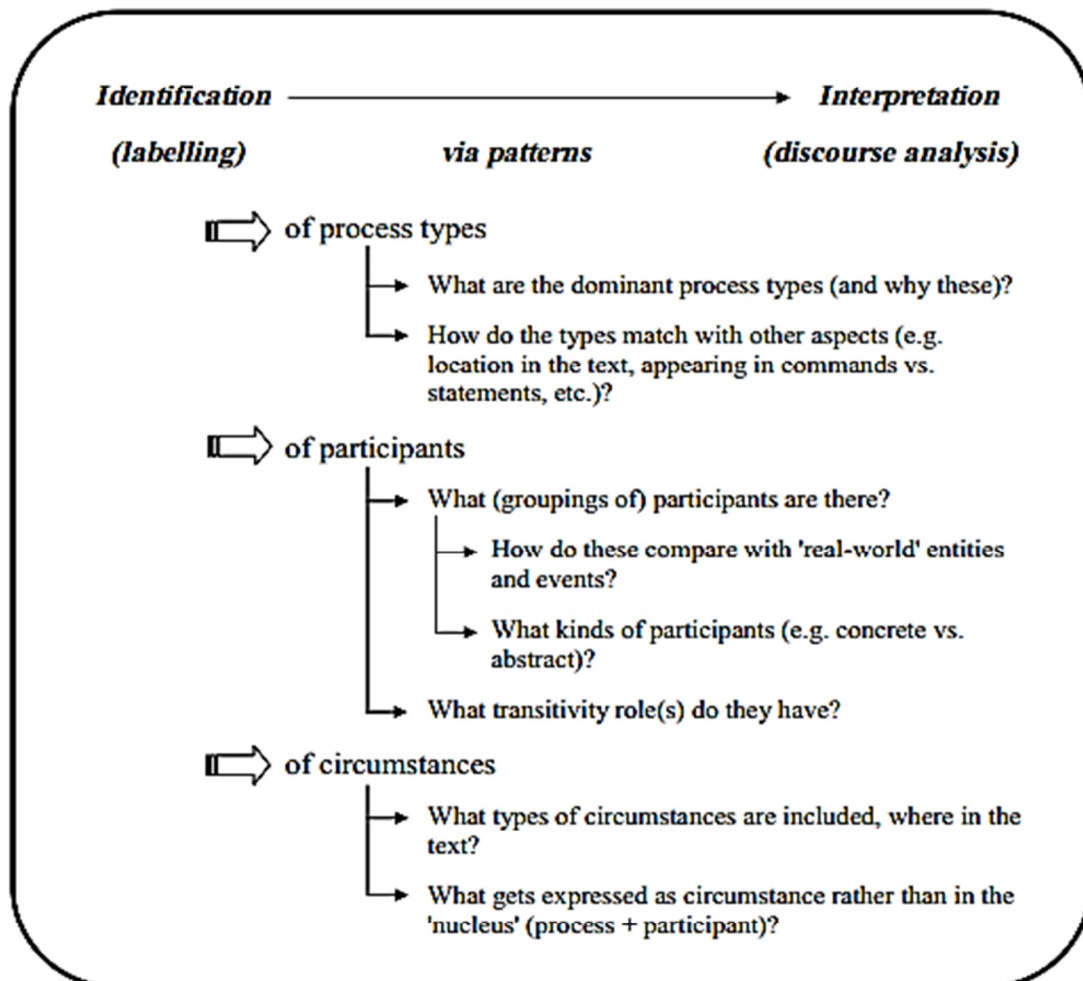 Identification Interpretation
(labelling) via patterns (discourse analysis)
of process types
What are the dominant process types (and why these)?
How do the types match with other aspects (e.g.
location in the text, appearing in commands vs.
statements, etc.)?
of participants
What (groupings of) participants are there?
How do these compare with 'real-world' entities
and events?
What kinds of participants (e.g. concrete vs.
abstract)?
What transitivity role(s) do they have?
of circumstances
What types of circumstances are included, where in the
text?
What gets expressed as circumstance rather than in the
'nucleus' (process + participant)?